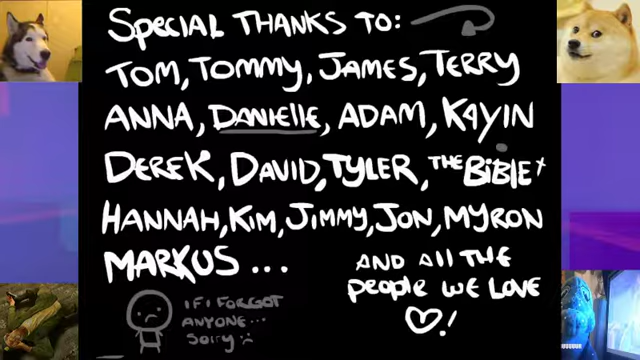 SPECIAL THANKS TO:
TOM, TOMMY, JAMES, TERRY
ANNA, DANIELLE, ADAM, KAYIN
DEREK, DAVID, TYLER, THE BIBLE+
HANNAH, KIM, JIMMY, JON, MYRON
MARKUS...
AND All THE
people WE LOVE
♡!
IF I FORGOT
ANYONE...
SORRY :(